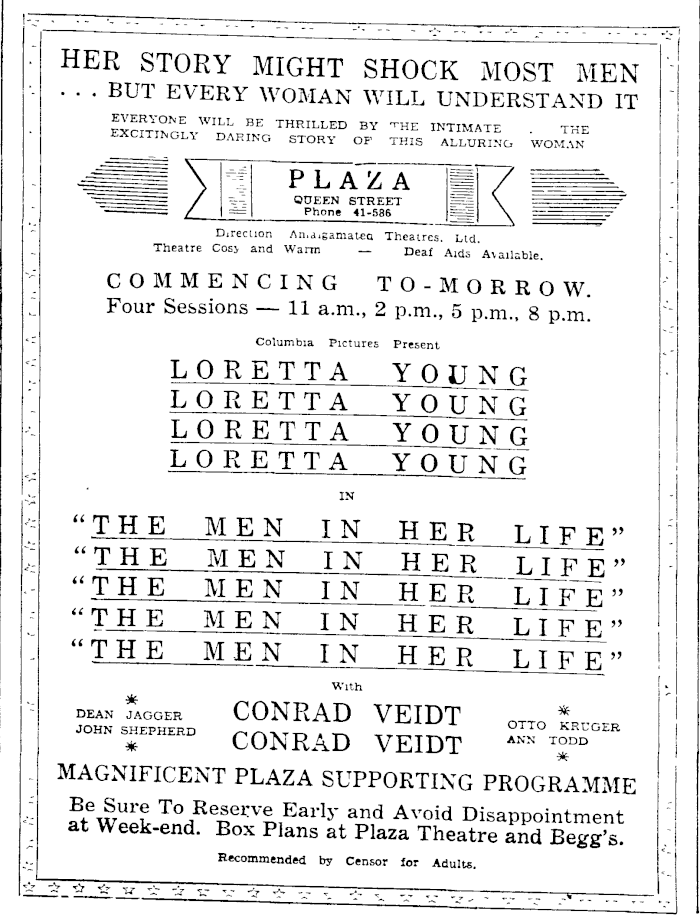 HER STORY MIGHT SHOCK MOST MEN
. . . BUT EVERY WOMAN WILL UNDERSTAND IT
EVERYONE WILL BE THRILLED BY THE INTIMATE . THE
EXCITINGLY DARING STORY OF THIS ALLURING WOMAN
PLAZA
QUEEN STREET
Phone 41-586
Direction Amalgamated Theatres, Ltd.
Theatre Cosy and Warm — Deaf Aids Available.
COMMENCING TO-MORROW.
Four Sessions — 11 a.m., 2 p.m., 5 p.m., 8 p.m.
Columbia Pictures Present
LORETTA YOUNG
LORETTA YOUNG
LORETTA YOUNG
LORETTA YOUNG
IN
“THE MEN IN HER LIFE”
“THE MEN IN HER LIFE”
“THE MEN IN HER LIFE”
“THE MEN IN HER LIFE”
“THE MEN IN HER LIFE”
With
DEAN JAGGER
JOHN SHEPHERD
CONRAD VEIDT
CONRAD VEIDT
OTTO KRUGER
ANN TODD
MAGNIFICENT PLAZA SUPPORTING PROGRAMME
Be Sure To Reserve Early and Avoid Disappointment
at Week-end. Box Plans at Plaza Theatre and Begg's.
Recommended by Censor for Adults.